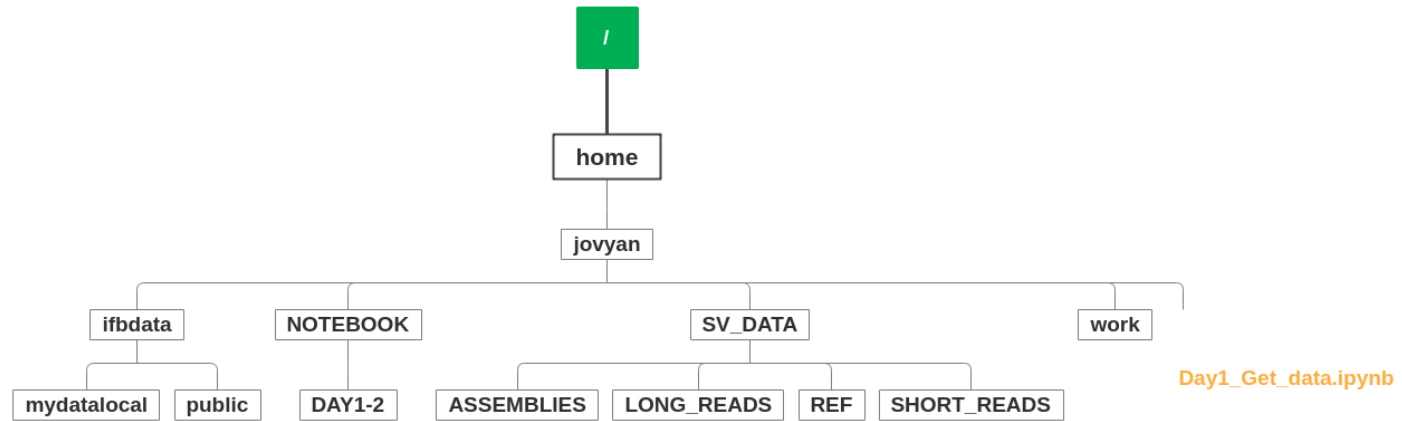 /
home
jovyan
ifbdata
NOTEBOOK
SV_DATA
work
Day1_Get_data.ipynb
mydatalocal
public
DAY1-2
ASSEMBLIES
LONG_READS
REF
SHORT_READS